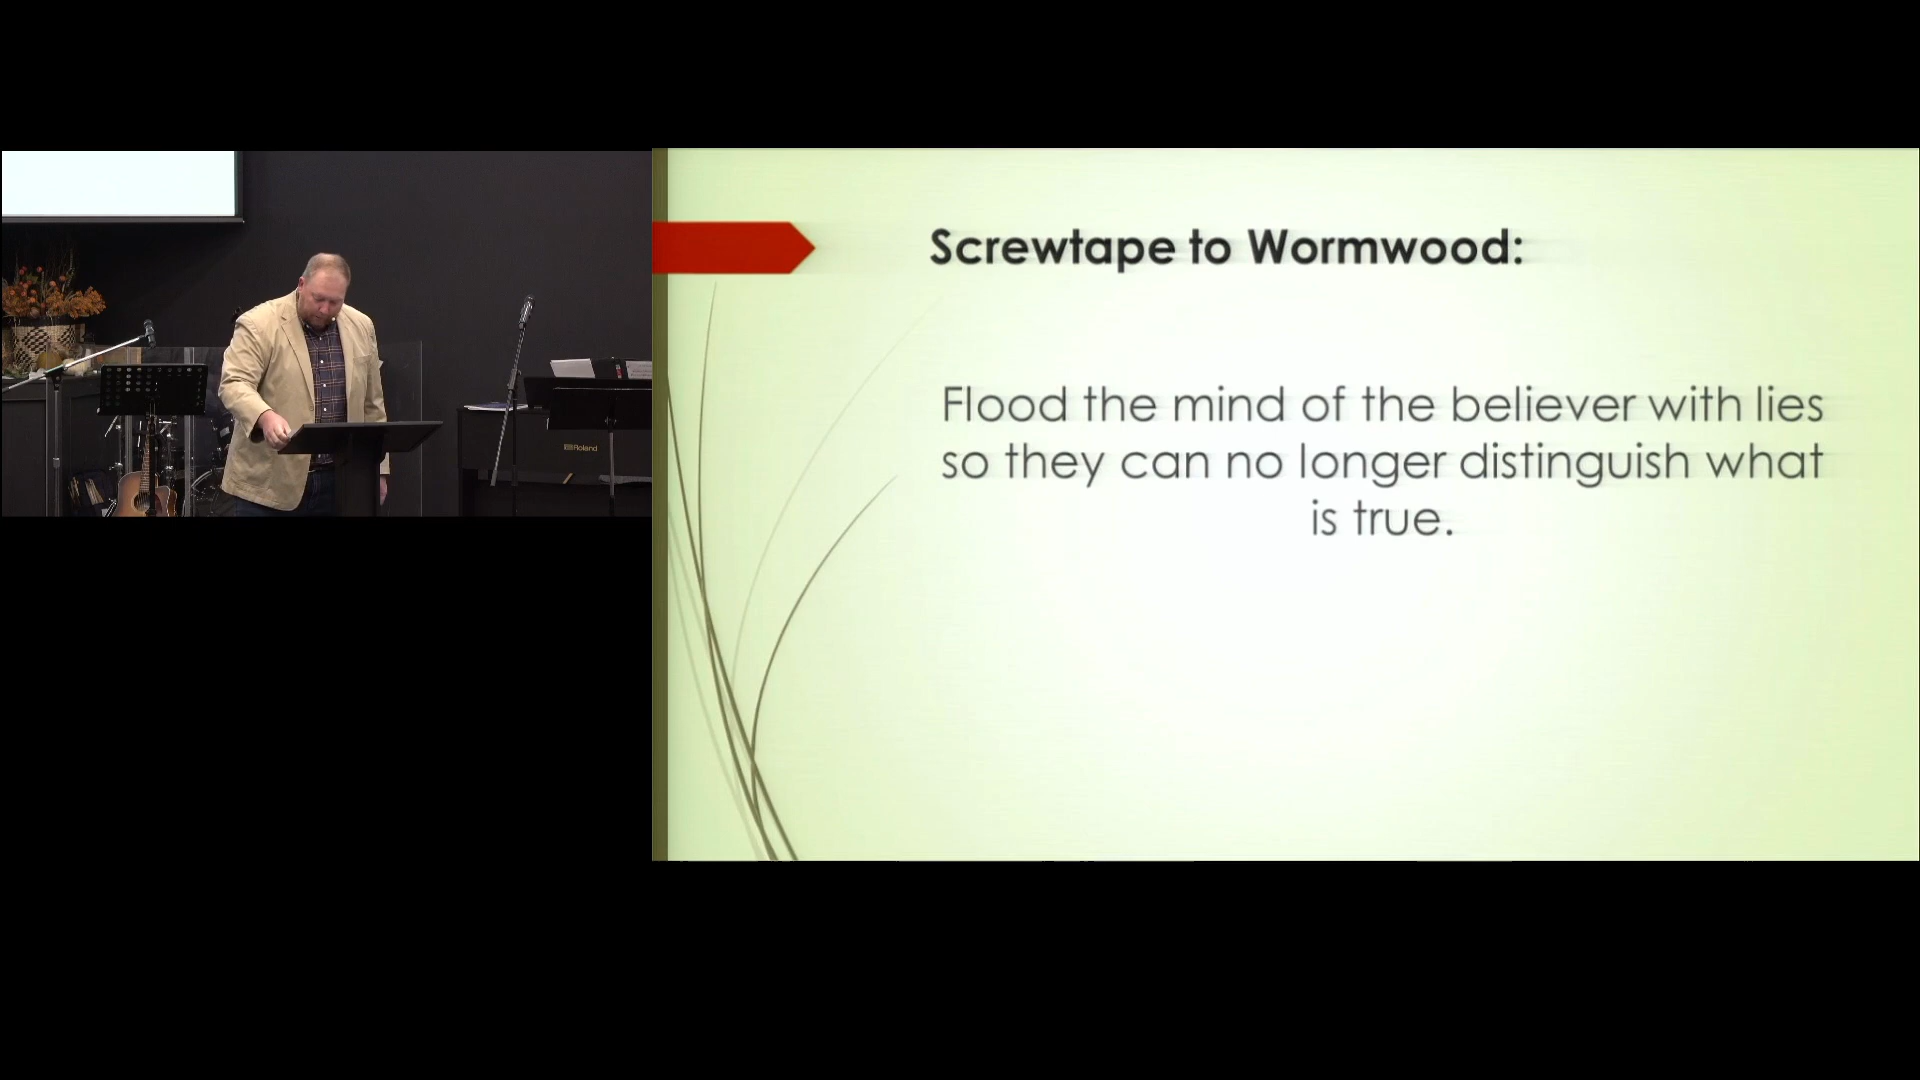 Screwtape to Wormwood:
Flood the mind of the believer with lies
so they can no longer distinguish what
is true.
Roland